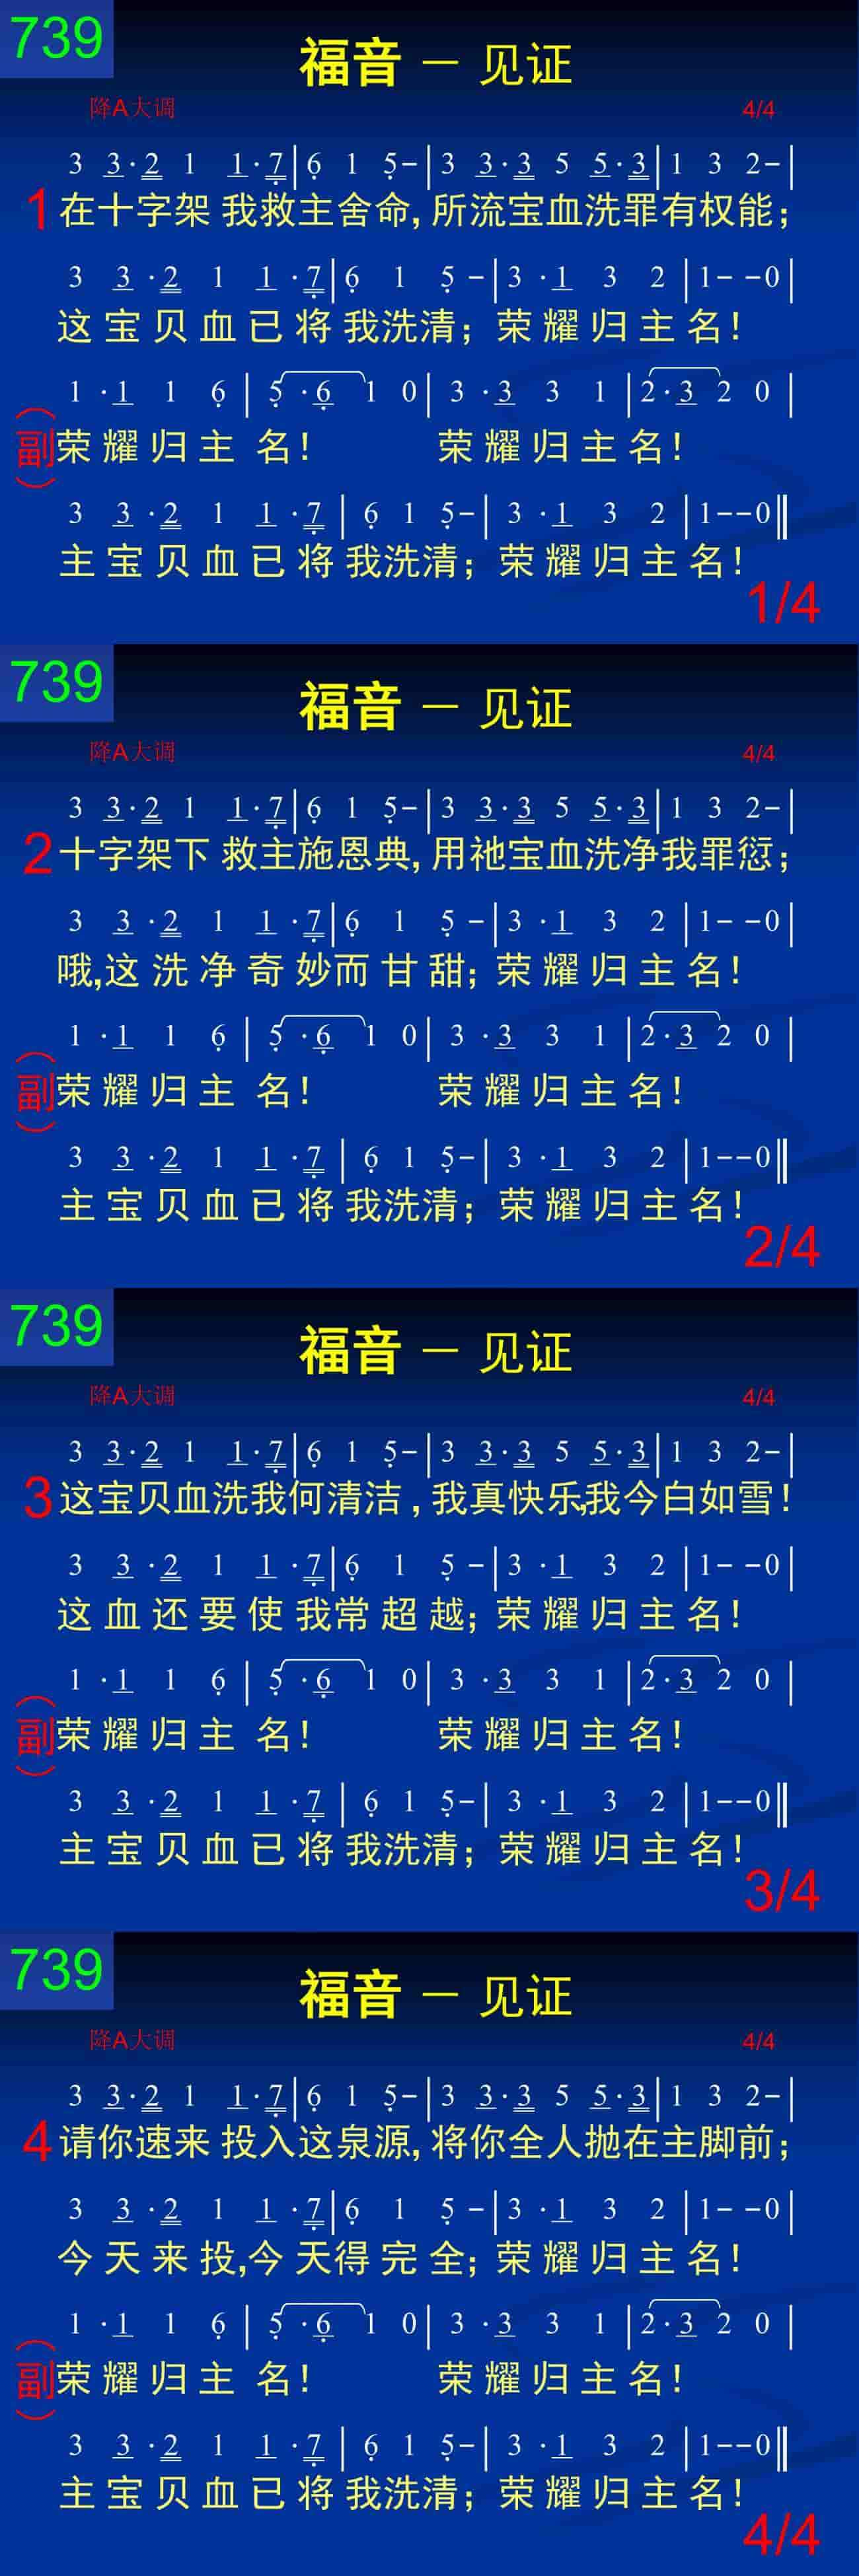 739
福音 － 见证
降A大调 4/4
3 3·2 1 1·7|6 1 5-|3 3·3 5 5·3|1 3 2-|
1 在十字架 我救主舍命, 所流宝血洗罪有权能;
3 3·2 1 1·7|6 1 5-|3·1 3 2|1--0|
这宝贝血已将我洗清; 荣耀归主名!
1·1 1 6|5·6 1 0|3·3 3 1|2·3 2 0|
(副) 荣耀归主名! 荣耀归主名!
3 3·2 1 1·7|6 1 5-|3·1 3 2|1--0‖
主宝贝血已将我洗清; 荣耀归主名!
1/4
739
福音 － 见证
降A大调 4/4
3 3·2 1 1·7|6 1 5-|3 3·3 5 5·3|1 3 2-|
2 十字架下 救主施恩典, 用祂宝血洗净我罪愆;
3 3·2 1 1·7|6 1 5-|3·1 3 2|1--0|
哦,这洗净奇妙而甘甜; 荣耀归主名!
1·1 1 6|5·6 1 0|3·3 3 1|2·3 2 0|
(副) 荣耀归主名! 荣耀归主名!
3 3·2 1 1·7|6 1 5-|3·1 3 2|1--0‖
主宝贝血已将我洗清; 荣耀归主名!
2/4
739
福音 － 见证
降A大调 4/4
3 3·2 1 1·7|6 1 5-|3 3·3 5 5·3|1 3 2-|
3 这宝贝血洗我何清洁, 我真快乐,我今白如雪!
3 3·2 1 1·7|6 1 5-|3·1 3 2|1--0|
这血还要使我常超越; 荣耀归主名!
1·1 1 6|5·6 1 0|3·3 3 1|2·3 2 0|
(副) 荣耀归主名! 荣耀归主名!
3 3·2 1 1·7|6 1 5-|3·1 3 2|1--0‖
主宝贝血已将我洗清; 荣耀归主名!
3/4
739
福音 － 见证
降A大调 4/4
3 3·2 1 1·7|6 1 5-|3 3·3 5 5·3|1 3 2-|
4 请你速来 投入这泉源, 将你全人抛在主脚前;
3 3·2 1 1·7|6 1 5-|3·1 3 2|1--0|
今天来投,今天得完全; 荣耀归主名!
1·1 1 6|5·6 1 0|3·3 3 1|2·3 2 0|
(副) 荣耀归主名! 荣耀归主名!
3 3·2 1 1·7|6 1 5-|3·1 3 2|1--0‖
主宝贝血已将我洗清; 荣耀归主名!
4/4